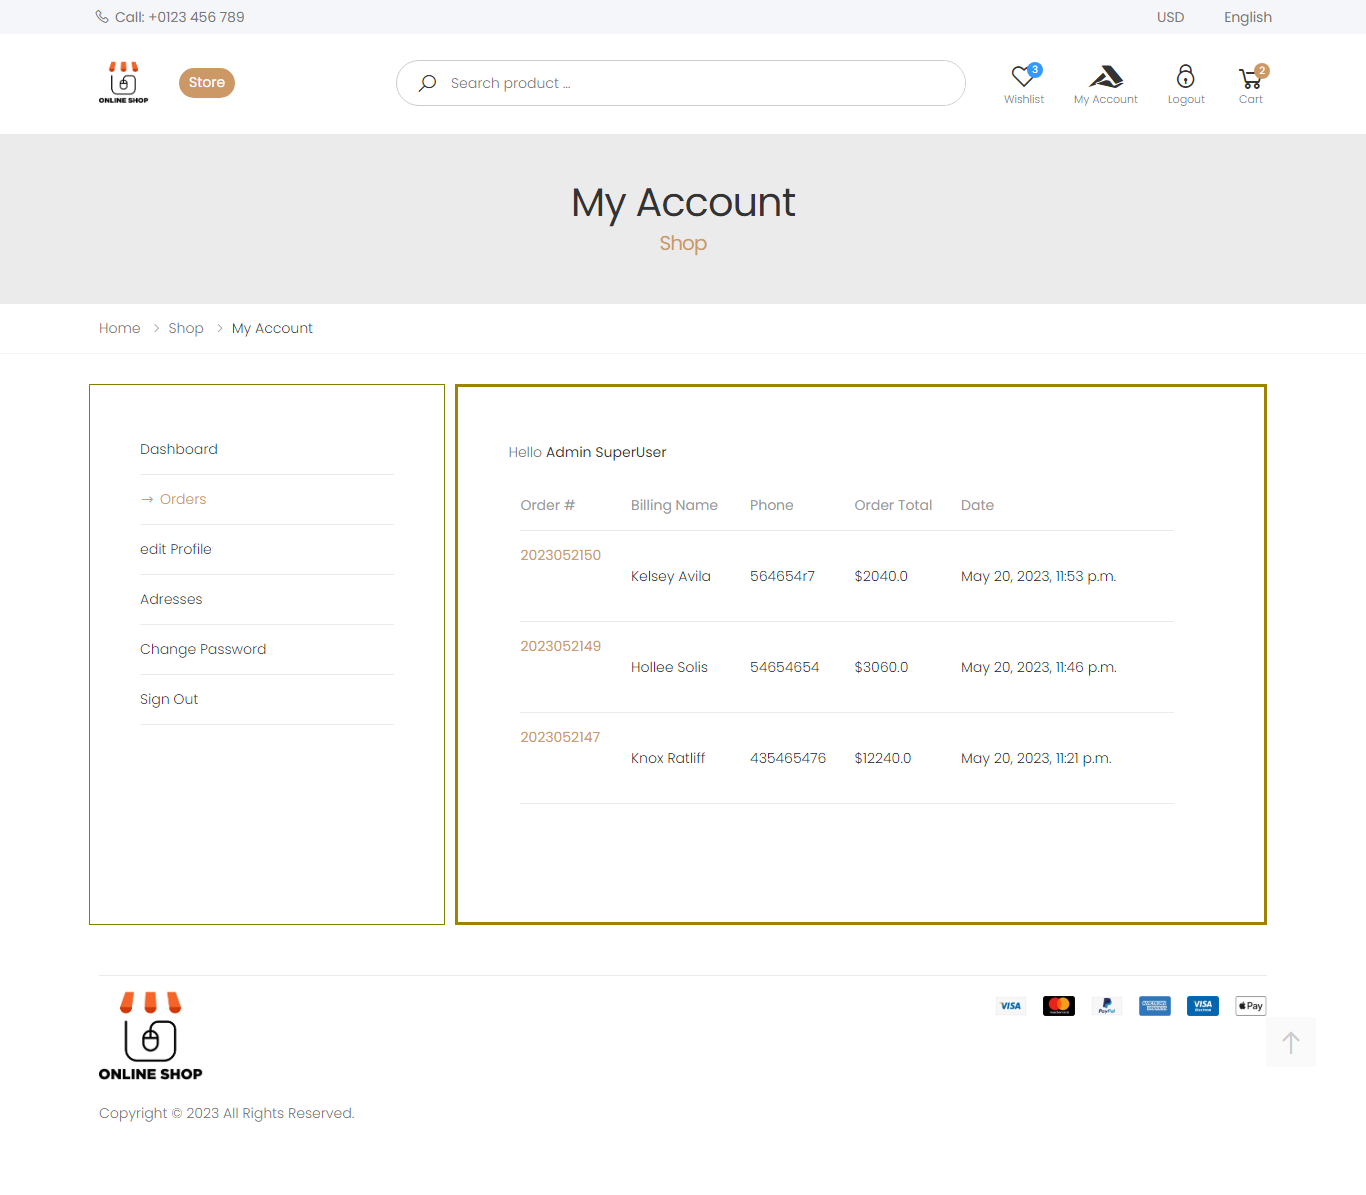 Call: +0123 456 789
USD
English
ONLINE SHOP
Store
Search product ...
3
Wishlist
My Account
Logout
2
Cart
My Account
Shop
Home
Shop
My Account
Dashboard
Orders
edit Profile
Adresses
Change Password
Sign Out
Hello Admin SuperUser
Order # Billing Name Phone Order Total Date
2023052150
Kelsey Avila 564654r7 $2040.0 May 20, 2023, 11:53 p.m.
2023052149
Hollee Solis 54654654 $3060.0 May 20, 2023, 11:46 p.m.
2023052147
Knox Ratliff 435465476 $12240.0 May 20, 2023, 11:21 p.m.
ONLINE SHOP
VISA
PayPal
VISA
Pay
Copyright © 2023 All Rights Reserved.